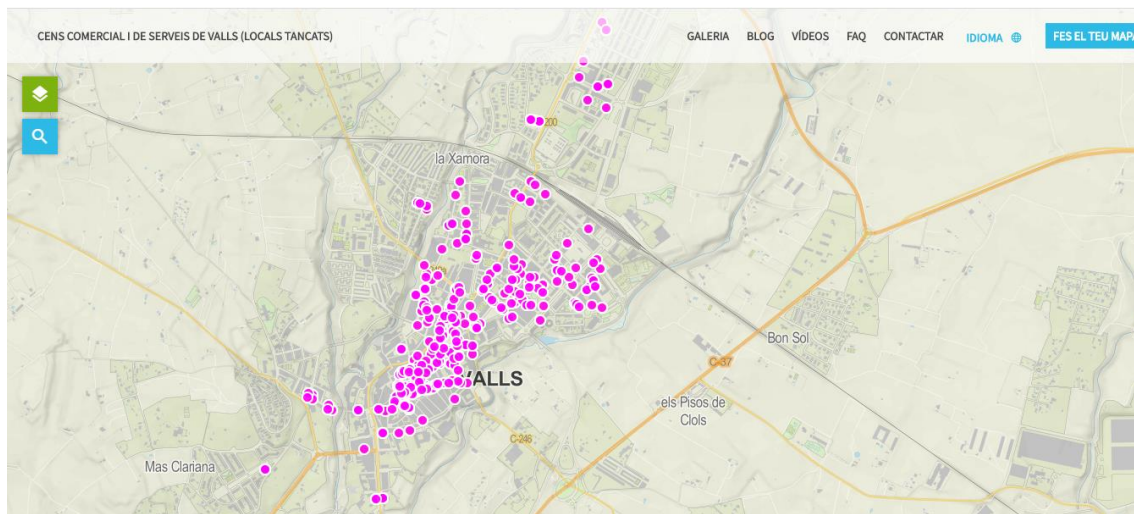 CENS COMERCIAL I DE SERVEIS DE VALLS (LOCALS TANCATS)
GALERIA BLOG VÍDEOS FAQ CONTACTAR IDIOMA FES EL TEU MAPA
200
la Xamora
Bon Sol
C-37
VALLS
els Pisos de
Clols
C-246
Mas Clariana